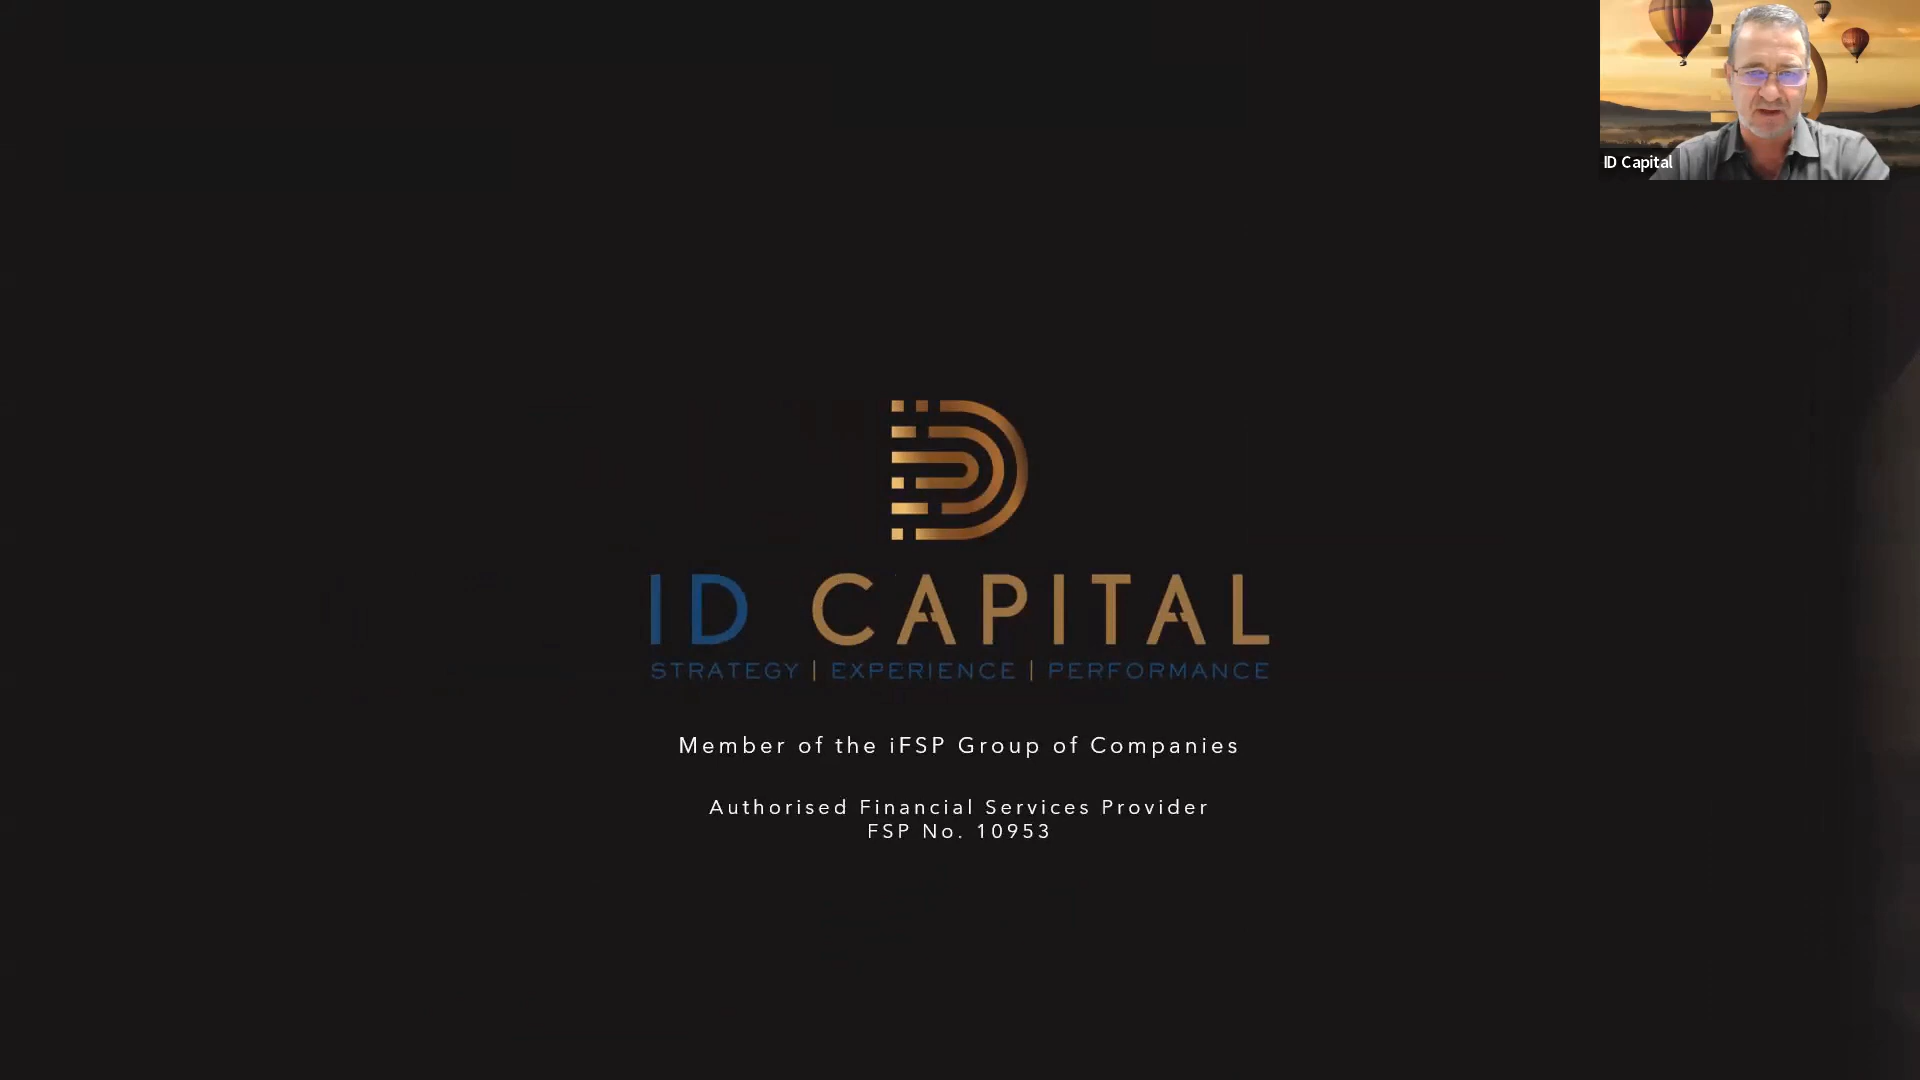 ID Capital
ID CAPITAL
STRATEGY | EXPERIENCE | PERFORMANCE
Member of the iFSP Group of Companies
Authorised Financial Services Provider
FSP No. 10953